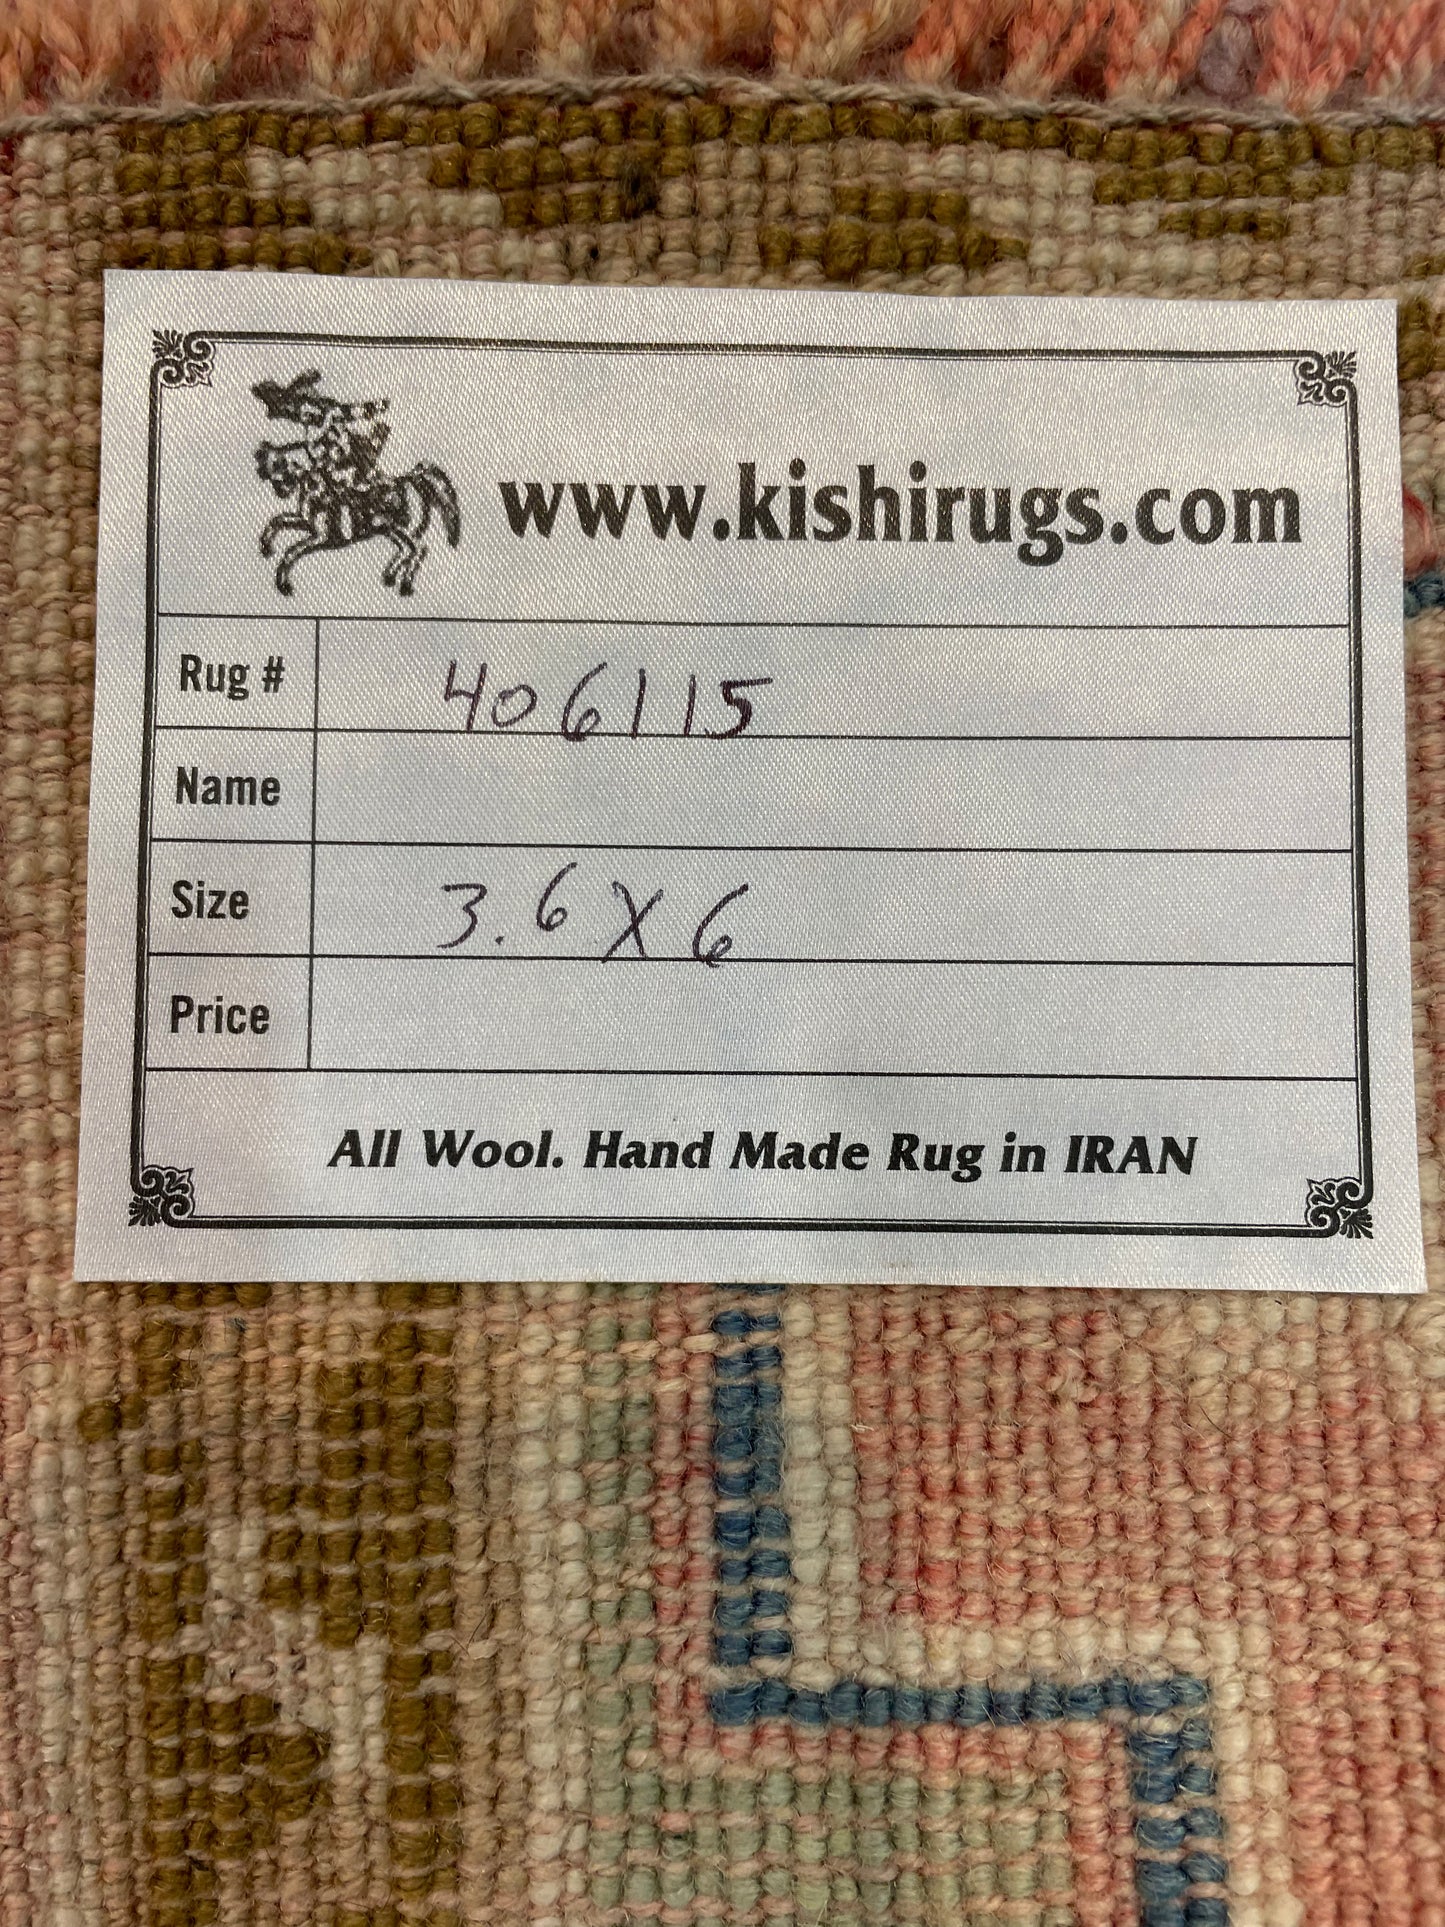 www.kishirugs.com
Rug # 406115
Name
Size 3.6 X 6
Price
All Wool. Hand Made Rug in IRAN